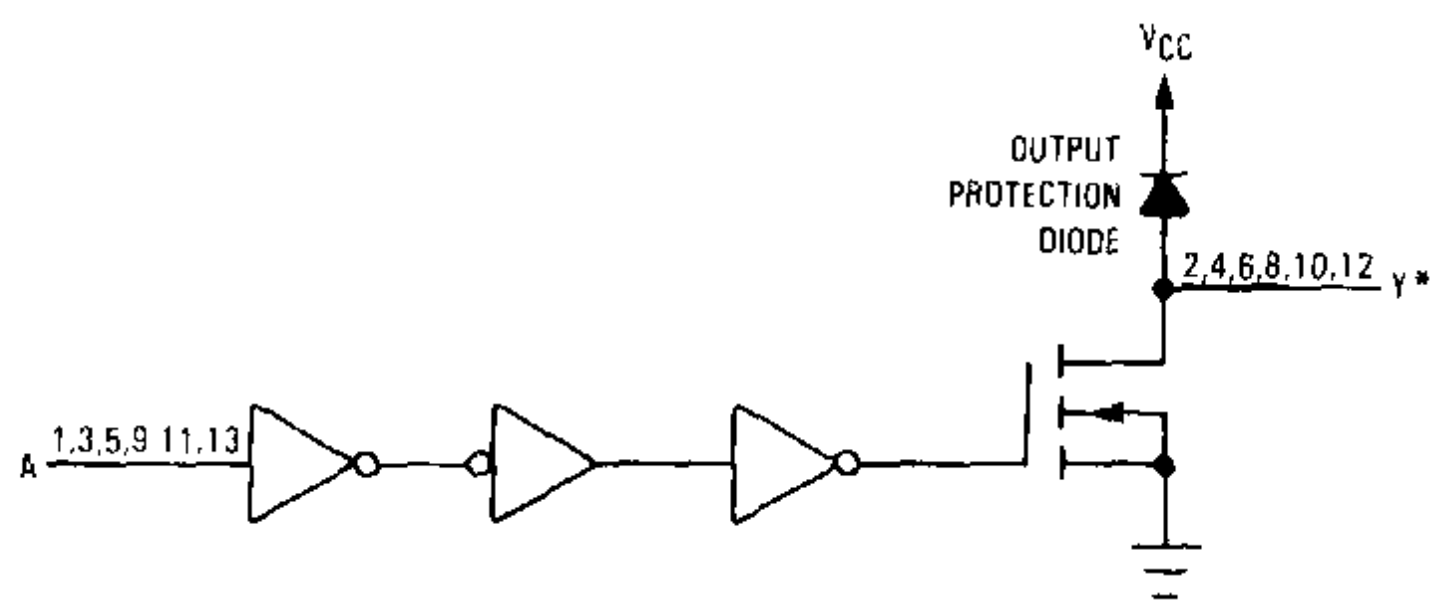 VCC
OUTPUT
PROTECTION
DIODE
2,4,6,8,10,12
Y*
A
1,3,5,9 11,13